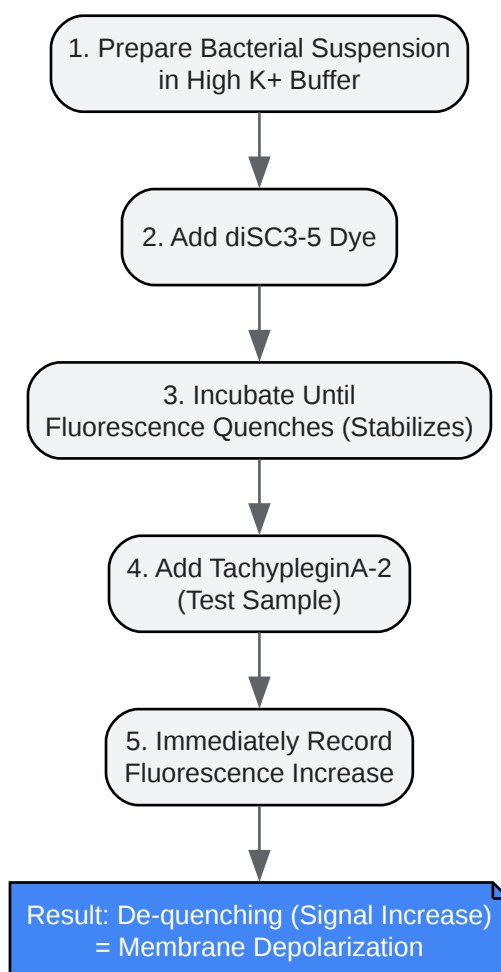 1. Prepare Bacterial Suspension
in High K+ Buffer
2. Add diSC3-5 Dye
3. Incubate Until
Fluorescence Quenches (Stabilizes)
4. Add TachypleginA-2
(Test Sample)
5. Immediately Record
Fluorescence Increase
Result: De-quenching (Signal Increase)
= Membrane Depolarization